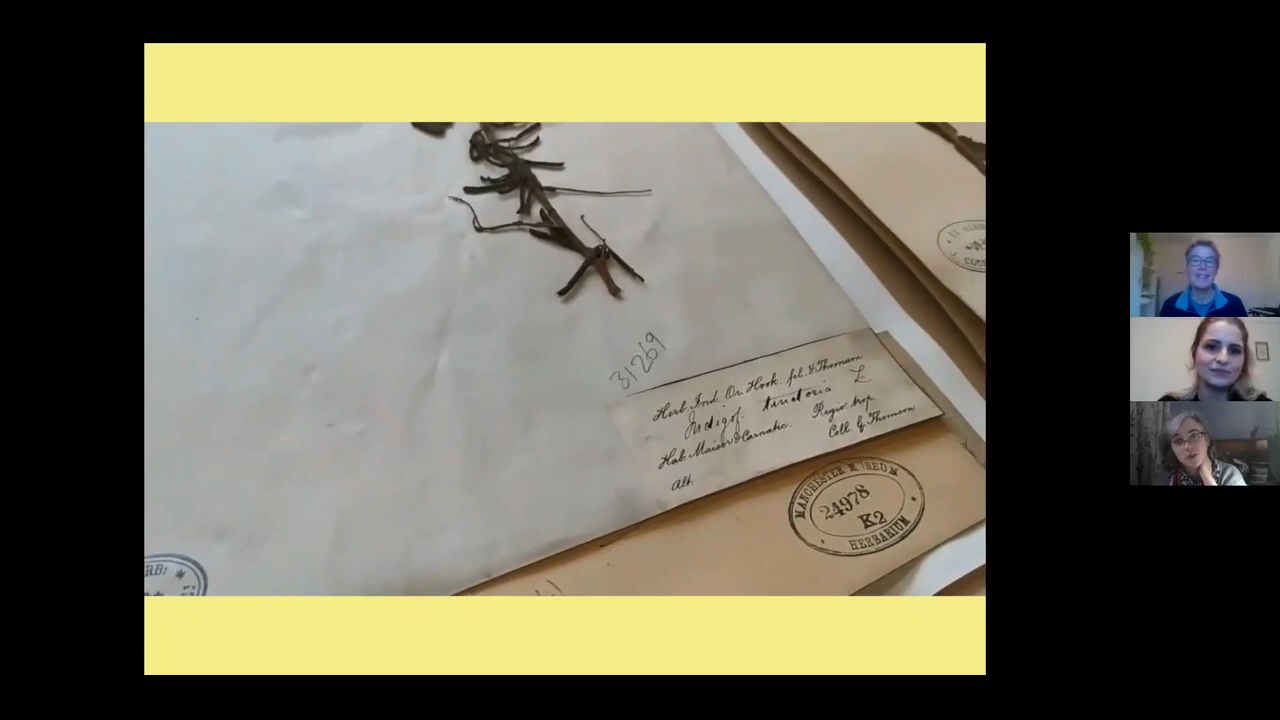 31269
Herb. Ind. Or. Hook. fil. & Thomson
Indigof. tinctoria L
Hab. Maisor & Carnatic. Regio trop.
Alt. Coll. G. Thomson
MANCHESTER MUSEUM
24978
K2
HERBARIUM